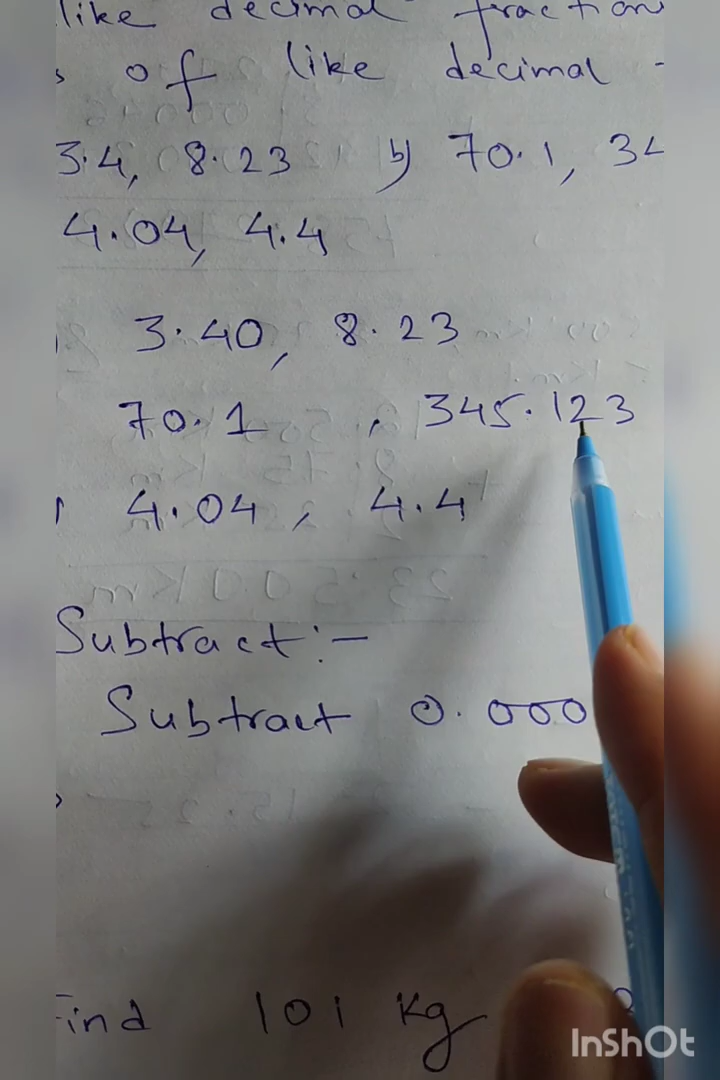 like decimal fraction
s of like decimal -
3.4, 8.23 b) 70.1, 34
4.04, 4.4
3.40, 8.23
70.1 , 345.123
4.04, 4.4
Subtract:-
Subtract 0.000
Find 101 Kg
InShOt